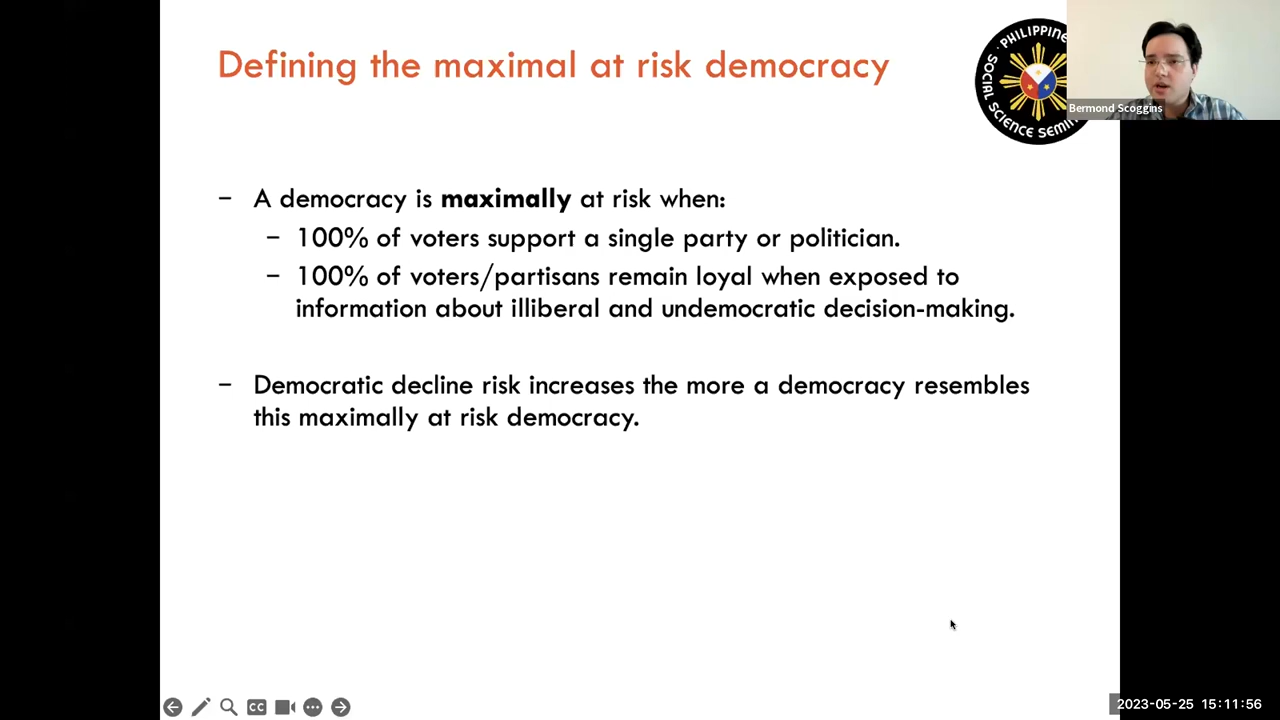 Defining the maximal at risk democracy
PHILIPPINE
SOCIAL SCIENCE
Bermond Scoggins
– A democracy is maximally at risk when:
– 100% of voters support a single party or politician.
– 100% of voters/partisans remain loyal when exposed to
information about illiberal and undemocratic decision-making.
– Democratic decline risk increases the more a democracy resembles
this maximally at risk democracy.
CC
2023-05-25 15:11:56